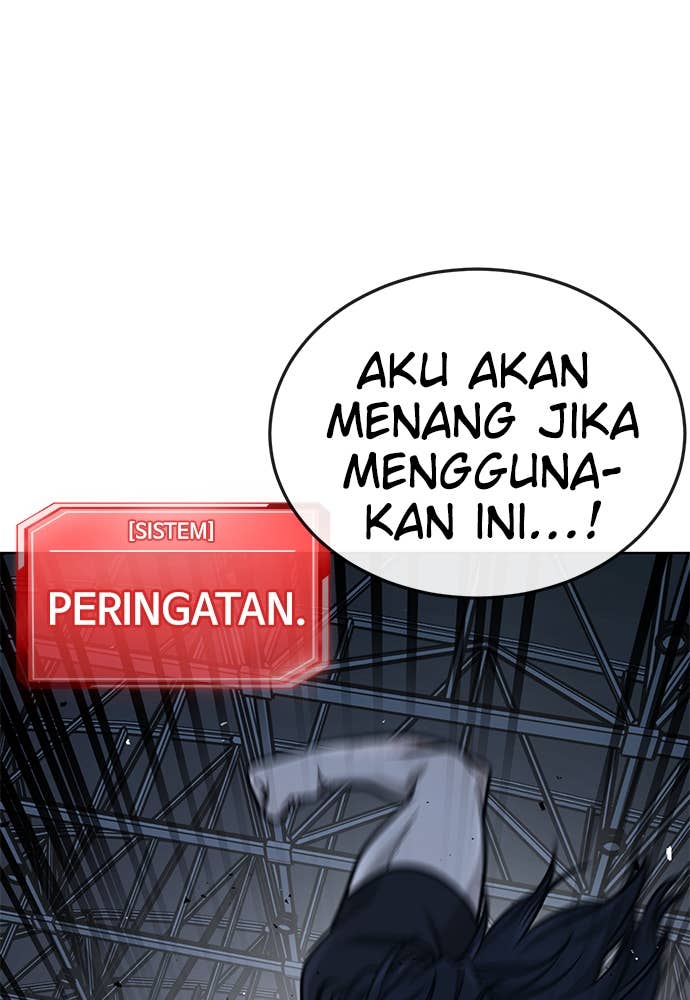 AKU AKAN
MENANG JIKA
MENGGUNA-
KAN INI...!
[SISTEM]
PERINGATAN.